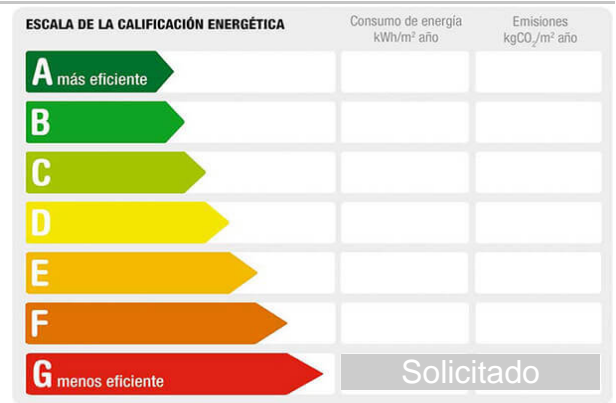 ESCALA DE LA CALIFICACIÓN ENERGÉTICA
Consumo de energía
kWh/m² año
Emisiones
kgCO₂/m² año
A más eficiente
B
C
D
E
F
G menos eficiente
Solicitado